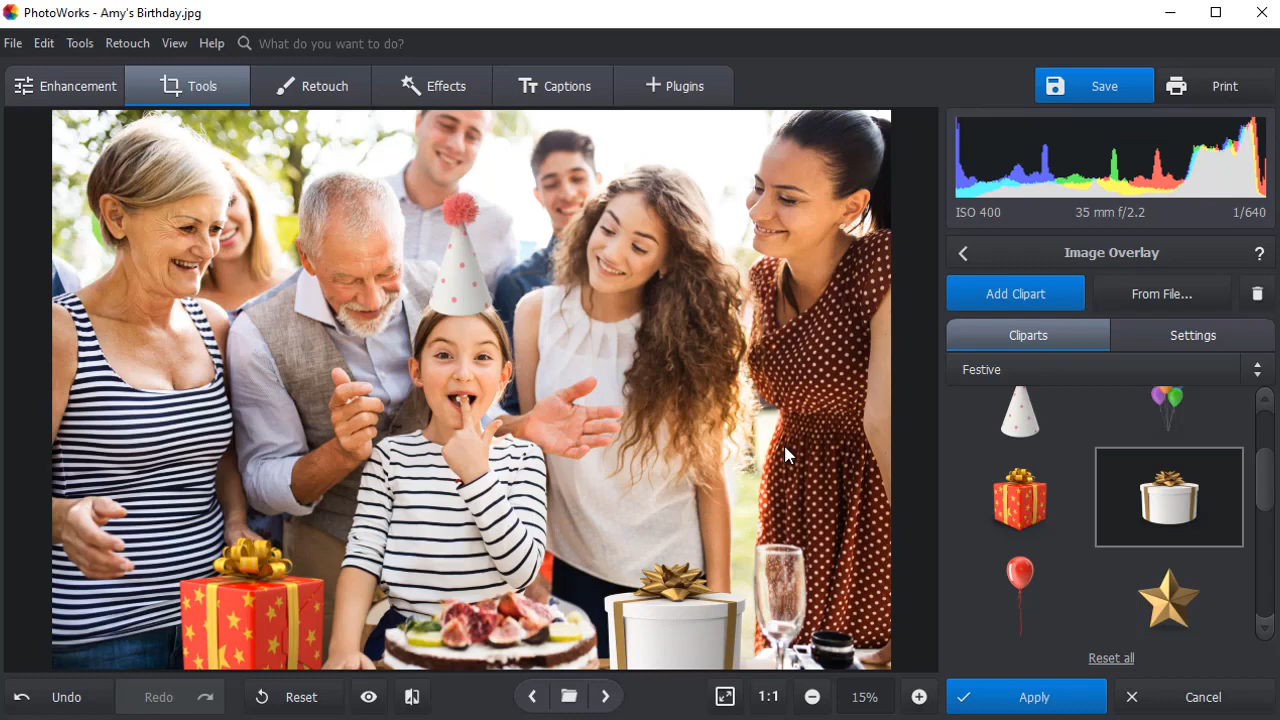 PhotoWorks - Amy's Birthday.jpg
File Edit Tools Retouch View Help What do you want to do?
Enhancement Tools Retouch Effects Captions Plugins Save Print
ISO 400 35 mm f/2.2 1/640
Image Overlay ?
Add Clipart From File...
Cliparts Settings
Festive
Reset all
Undo Redo Reset 1:1 15% Apply Cancel